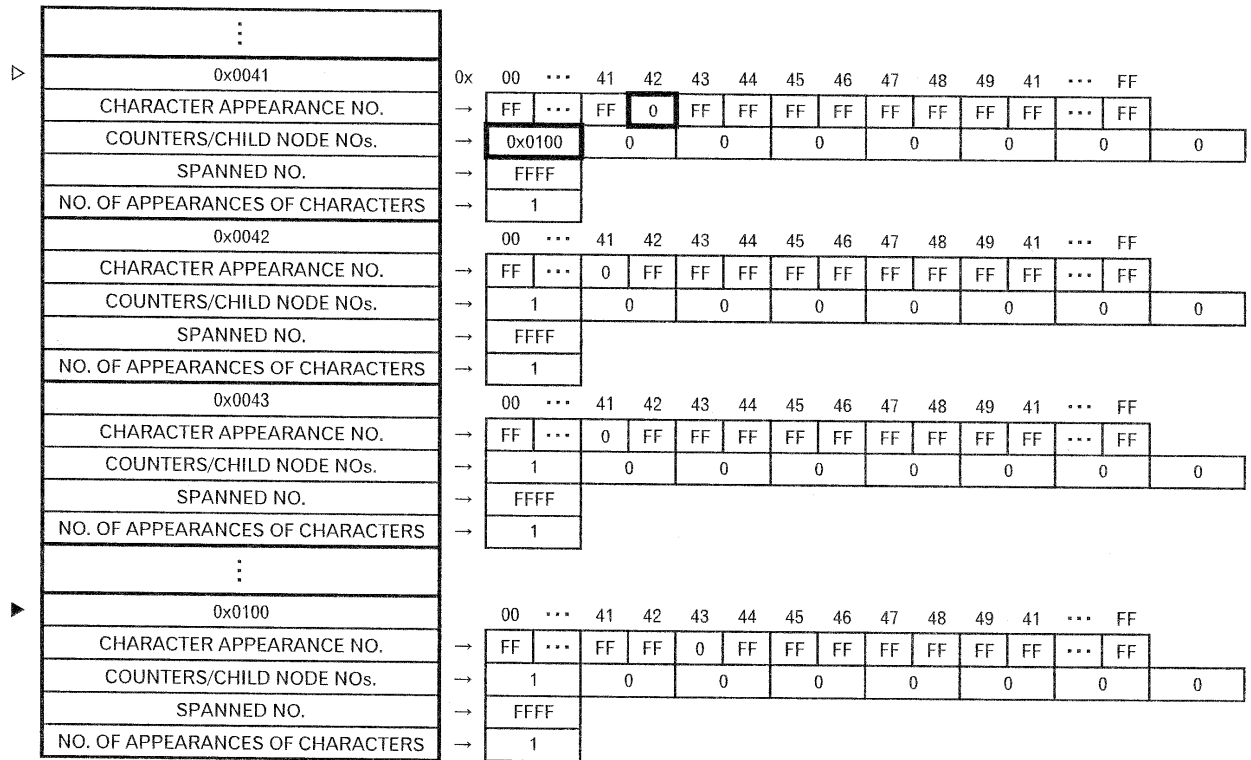 ⋮
▷ 0x0041 0x 00 ··· 41 42 43 44 45 46 47 48 49 41 ··· FF
CHARACTER APPEARANCE NO. → FF ··· FF 0 FF FF FF FF FF FF FF FF ··· FF
COUNTERS/CHILD NODE NOs. → 0x0100 0 0 0 0 0 0 0
SPANNED NO. → FFFF
NO. OF APPEARANCES OF CHARACTERS → 1
0x0042 00 ··· 41 42 43 44 45 46 47 48 49 41 ··· FF
CHARACTER APPEARANCE NO. → FF ··· 0 FF FF FF FF FF FF FF FF FF ··· FF
COUNTERS/CHILD NODE NOs. → 1 0 0 0 0 0 0 0
SPANNED NO. → FFFF
NO. OF APPEARANCES OF CHARACTERS → 1
0x0043 00 ··· 41 42 43 44 45 46 47 48 49 41 ··· FF
CHARACTER APPEARANCE NO. → FF ··· 0 FF FF FF FF FF FF FF FF FF ··· FF
COUNTERS/CHILD NODE NOs. → 1 0 0 0 0 0 0 0
SPANNED NO. → FFFF
NO. OF APPEARANCES OF CHARACTERS → 1
⋮
▶ 0x0100 00 ··· 41 42 43 44 45 46 47 48 49 41 ··· FF
CHARACTER APPEARANCE NO. → FF ··· FF FF 0 FF FF FF FF FF FF FF ··· FF
COUNTERS/CHILD NODE NOs. → 1 0 0 0 0 0 0 0
SPANNED NO. → FFFF
NO. OF APPEARANCES OF CHARACTERS → 1